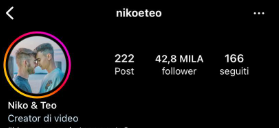 nikoeteo
222 42,8 MILA 166
Post follower seguiti
Niko & Teo
Creator di video